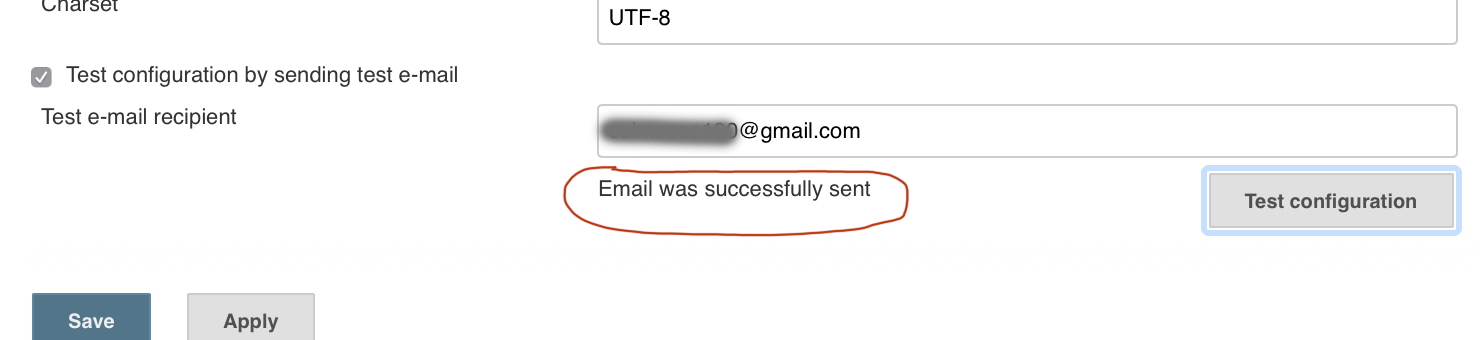 Charset
UTF-8
Test configuration by sending test e-mail
Test e-mail recipient
@gmail.com
Email was successfully sent
Test configuration
Save
Apply